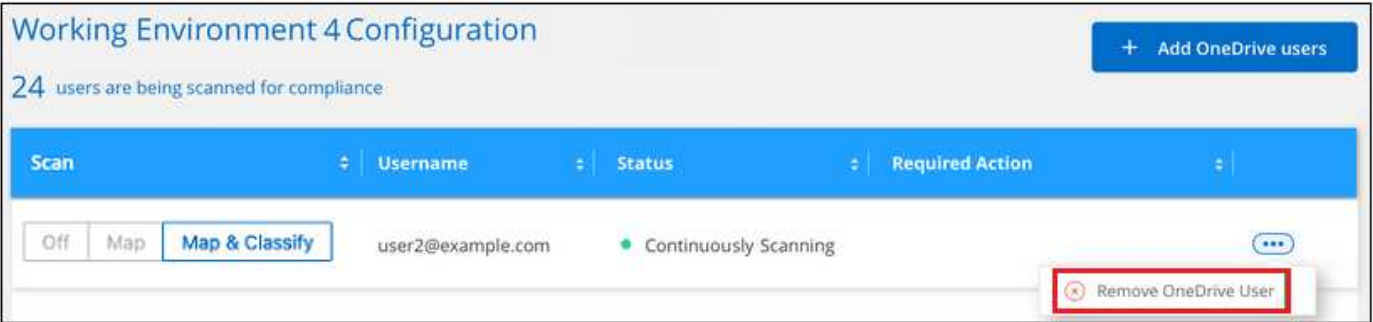 Working Environment 4 Configuration
+ Add OneDrive users
24 users are being scanned for compliance
Scan Username Status Required Action
Off Map Map & Classify user2@example.com Continuously Scanning
Remove OneDrive User